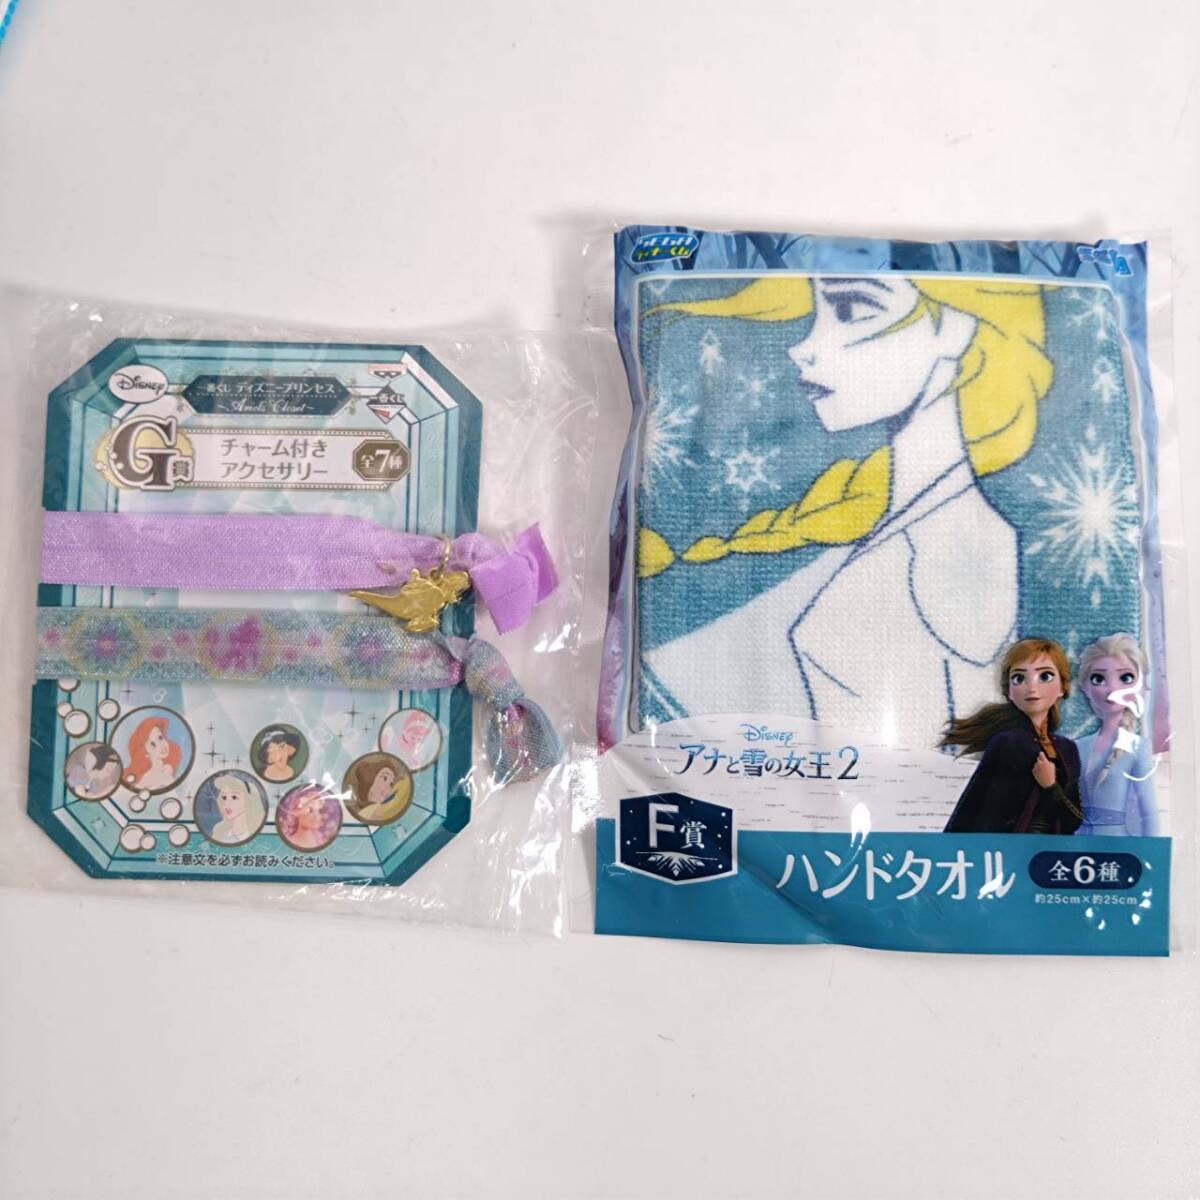 Disney
一番くじ ディズニープリンセス
~Ariel's Closet~
一番くじ
G賞
チャーム付き
アクセサリー
全7種
※注意文を必ずお読みください。
Disney
アナと雪の女王2
F賞
ハンドタオル
全6種
約25cm×約25cm